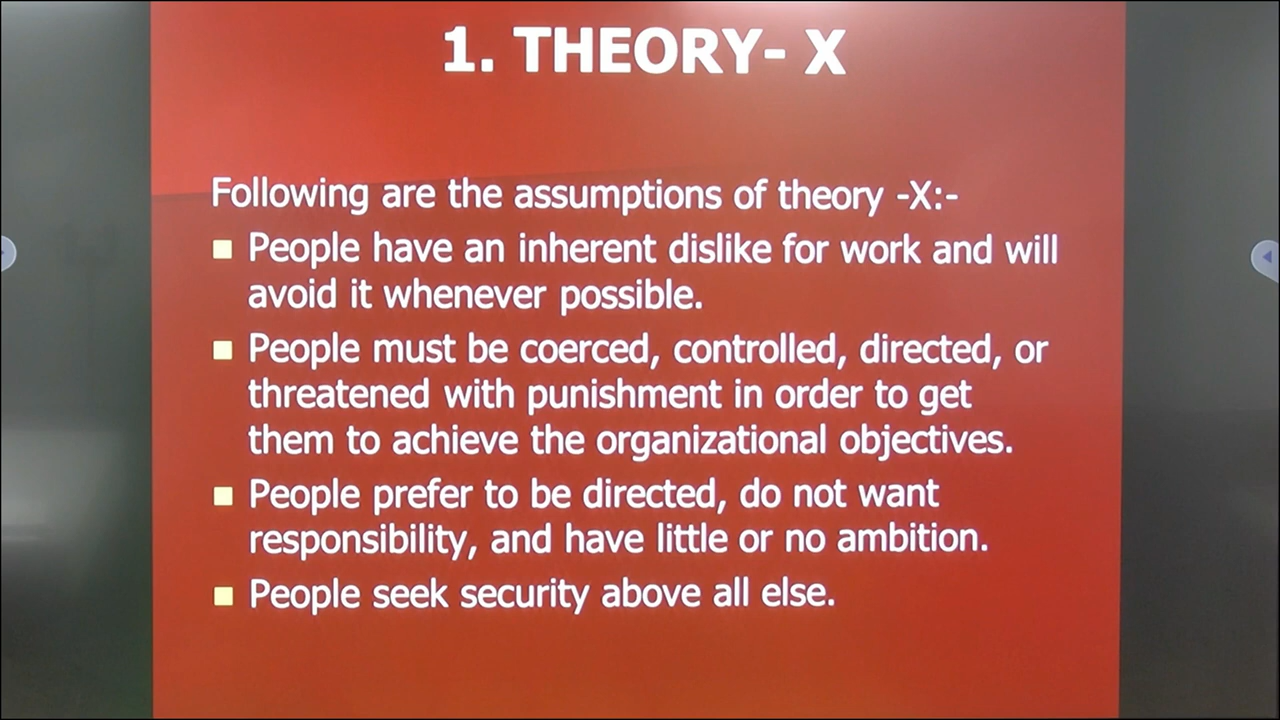 1. THEORY- X
Following are the assumptions of theory -X:-
People have an inherent dislike for work and will
avoid it whenever possible.
People must be coerced, controlled, directed, or
threatened with punishment in order to get
them to achieve the organizational objectives.
People prefer to be directed, do not want
responsibility, and have little or no ambition.
People seek security above all else.